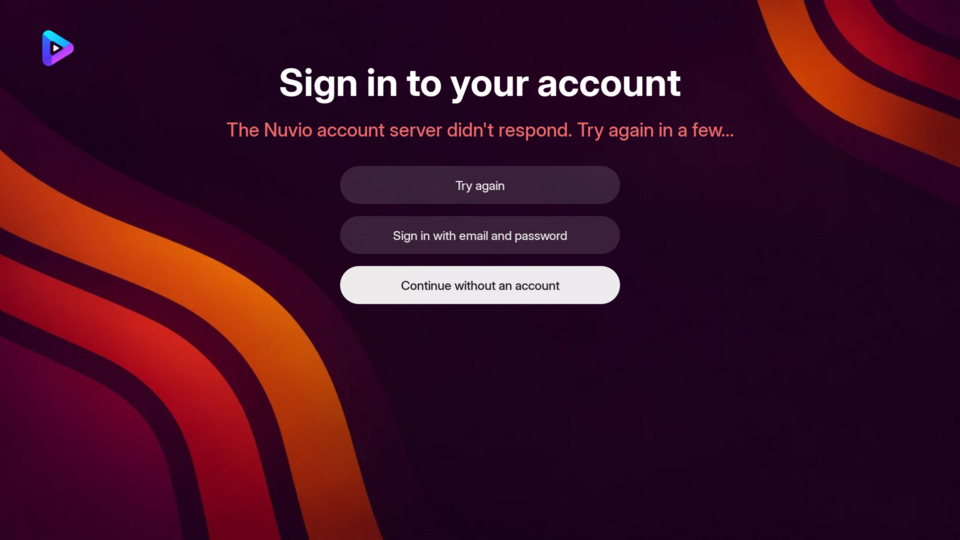 Sign in to your account
The Nuvio account server didn't respond. Try again in a few...
Try again
Sign in with email and password
Continue without an account